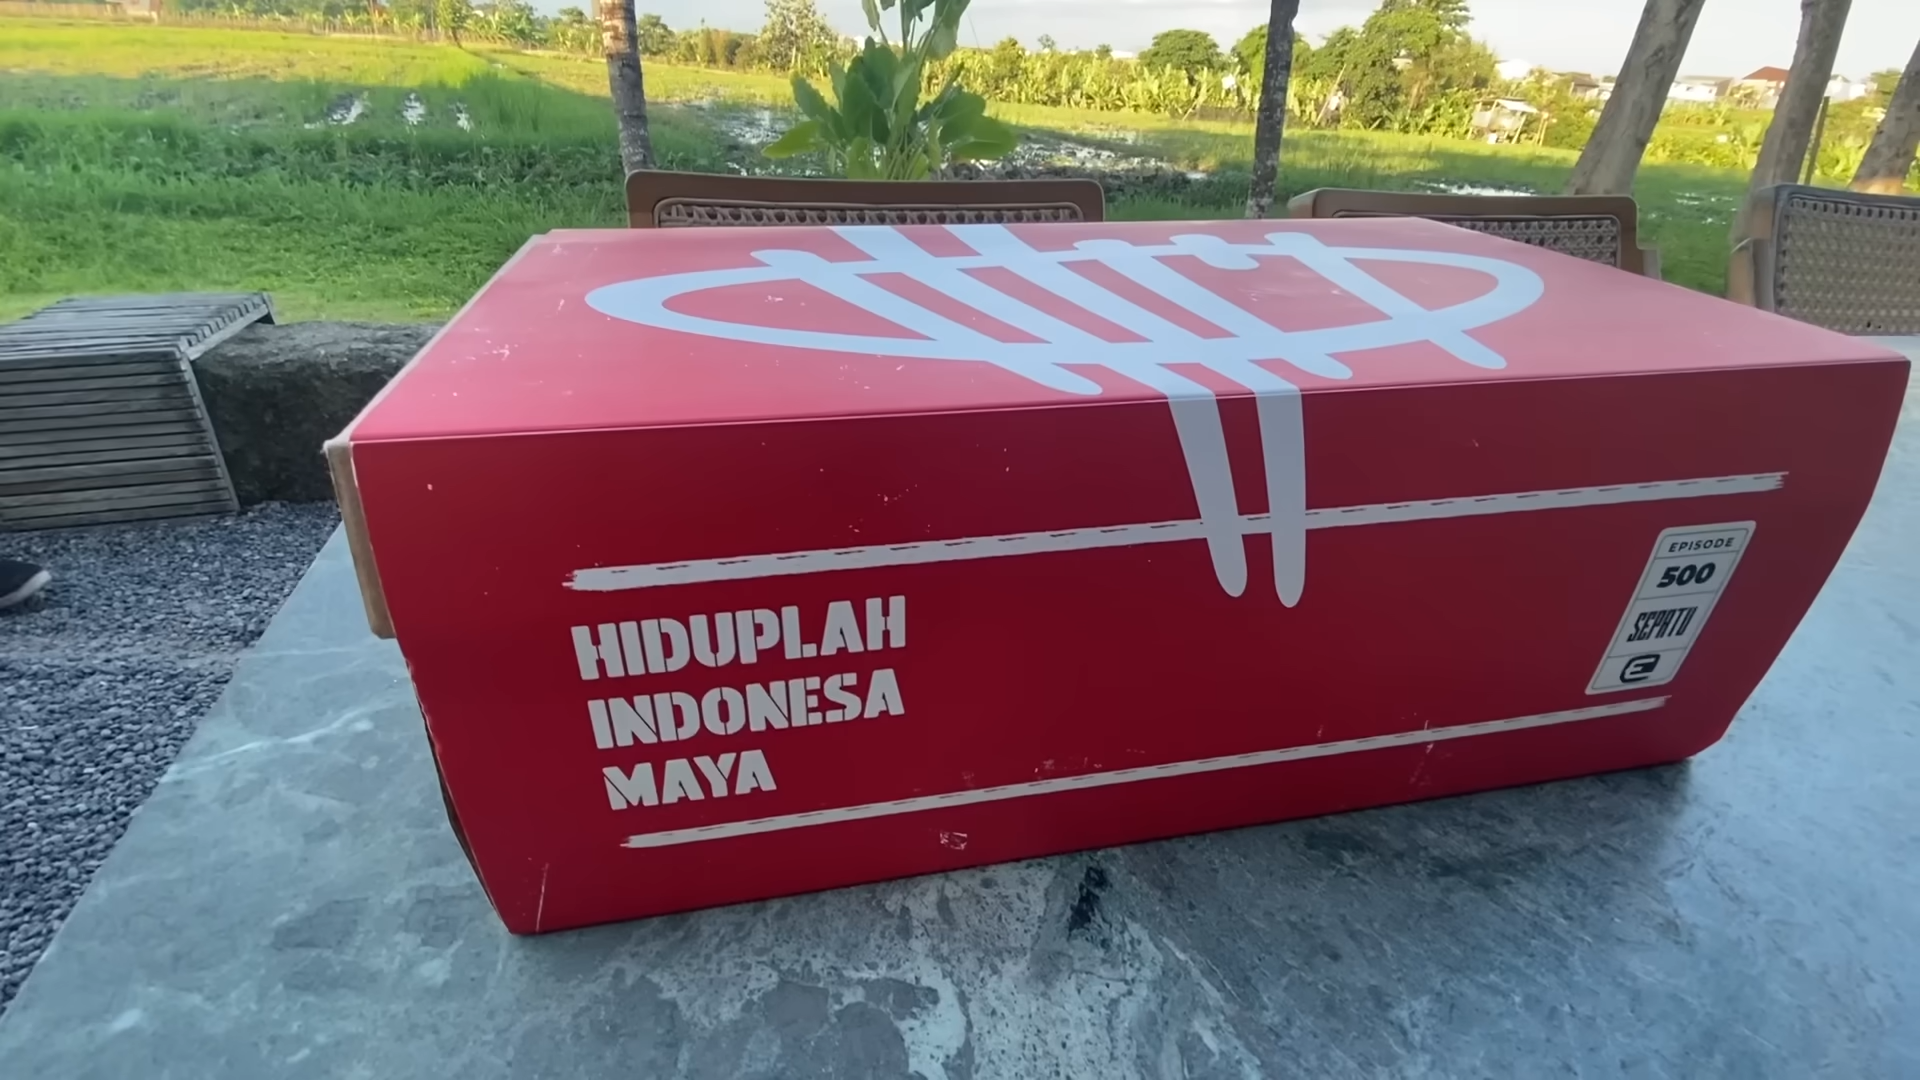 HIDUPLAH
INDONESA
MAYA
EPISODE
500
SEPATU